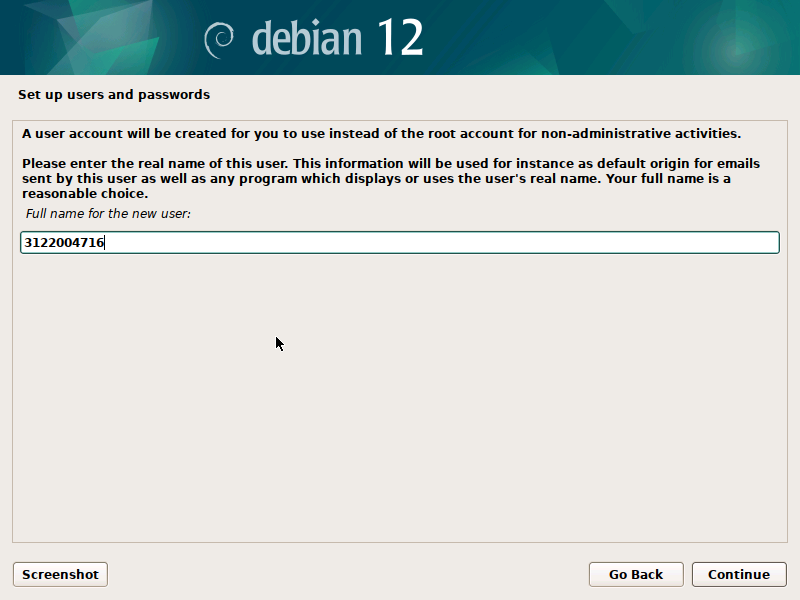 debian 12
Set up users and passwords
A user account will be created for you to use instead of the root account for non-administrative activities.
Please enter the real name of this user. This information will be used for instance as default origin for emails
sent by this user as well as any program which displays or uses the user's real name. Your full name is a
reasonable choice.
Full name for the new user:
3122004716
Screenshot
Go Back
Continue